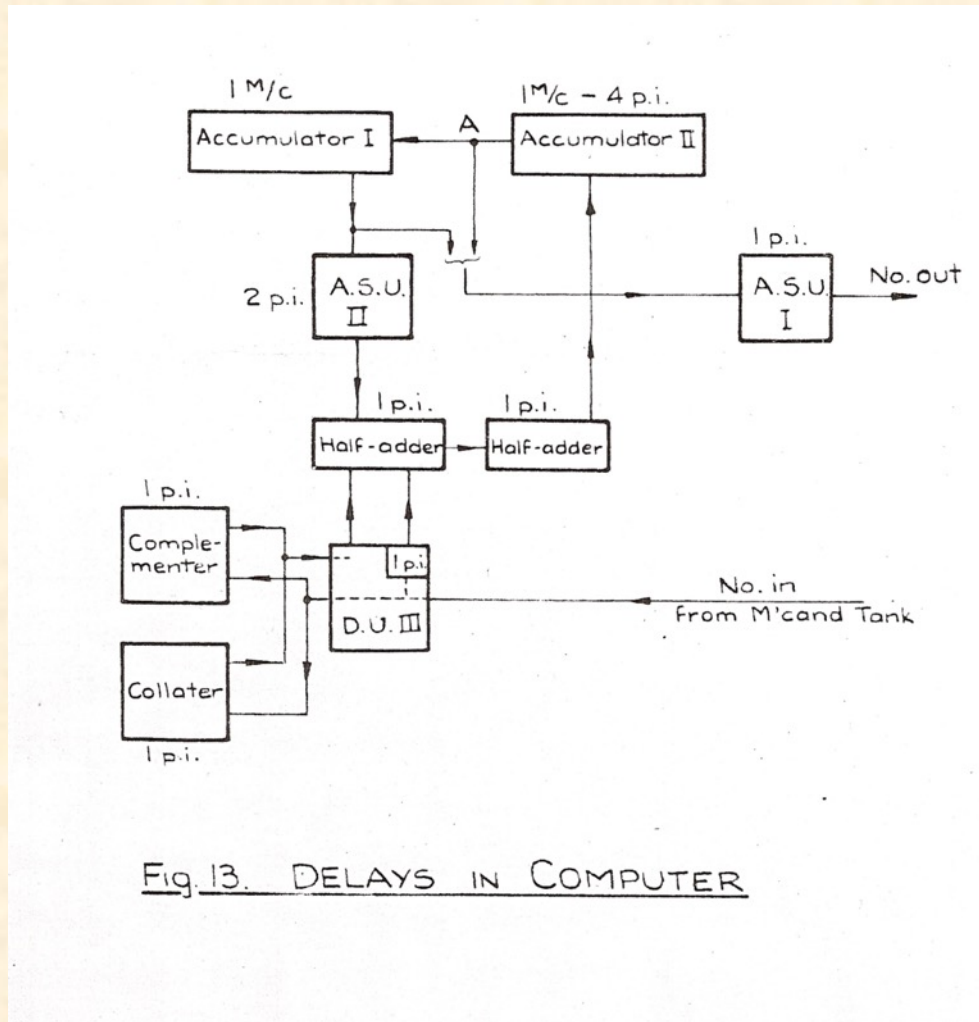 1 M/c
1 M/c – 4 p.i.
Accumulator I
A
Accumulator II
1 p.i.
2 p.i.
A.S.U.
II
A.S.U.
I
No. out
1 p.i.
1 p.i.
Half-adder
Half-adder
1 p.i.
Comple-
menter
1 p.i.
D.U. III
No. in
from M'cand Tank
Collater
1 p.i.
Fig. 13. DELAYS IN COMPUTER